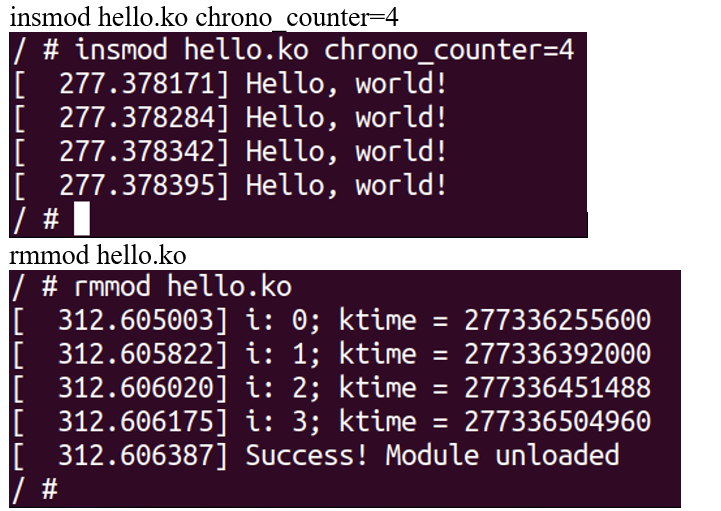 insmod hello.ko chrono_counter=4
/ # insmod hello.ko chrono_counter=4
[  277.378171] Hello, world!
[  277.378284] Hello, world!
[  277.378342] Hello, world!
[  277.378395] Hello, world!
/ #
rmmod hello.ko
/ # rmmod hello.ko
[  312.605003] i: 0; ktime = 277336255600
[  312.605822] i: 1; ktime = 277336392000
[  312.606020] i: 2; ktime = 277336451488
[  312.606175] i: 3; ktime = 277336504960
[  312.606387] Success! Module unloaded
/ #